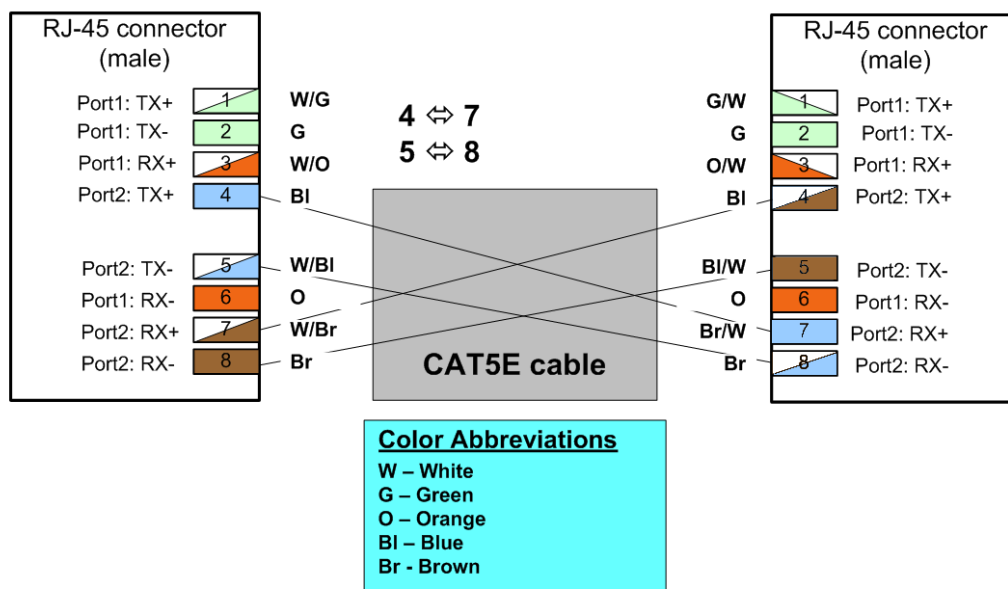 RJ-45 connector
(male)
Port1: TX+ 1 W/G
Port1: TX- 2 G
Port1: RX+ 3 W/O
Port2: TX+ 4 Bl
Port2: TX- 5 W/Bl
Port1: RX- 6 O
Port2: RX+ 7 W/Br
Port2: RX- 8 Br
4 ⇔ 7
5 ⇔ 8
CAT5E cable
RJ-45 connector
(male)
G/W 1 Port1: TX+
G 2 Port1: TX-
O/W 3 Port1: RX+
Bl 4 Port2: TX+
Bl/W 5 Port2: TX-
O 6 Port1: RX-
Br/W 7 Port2: RX+
Br 8 Port2: RX-
Color Abbreviations
W – White
G – Green
O – Orange
Bl – Blue
Br - Brown